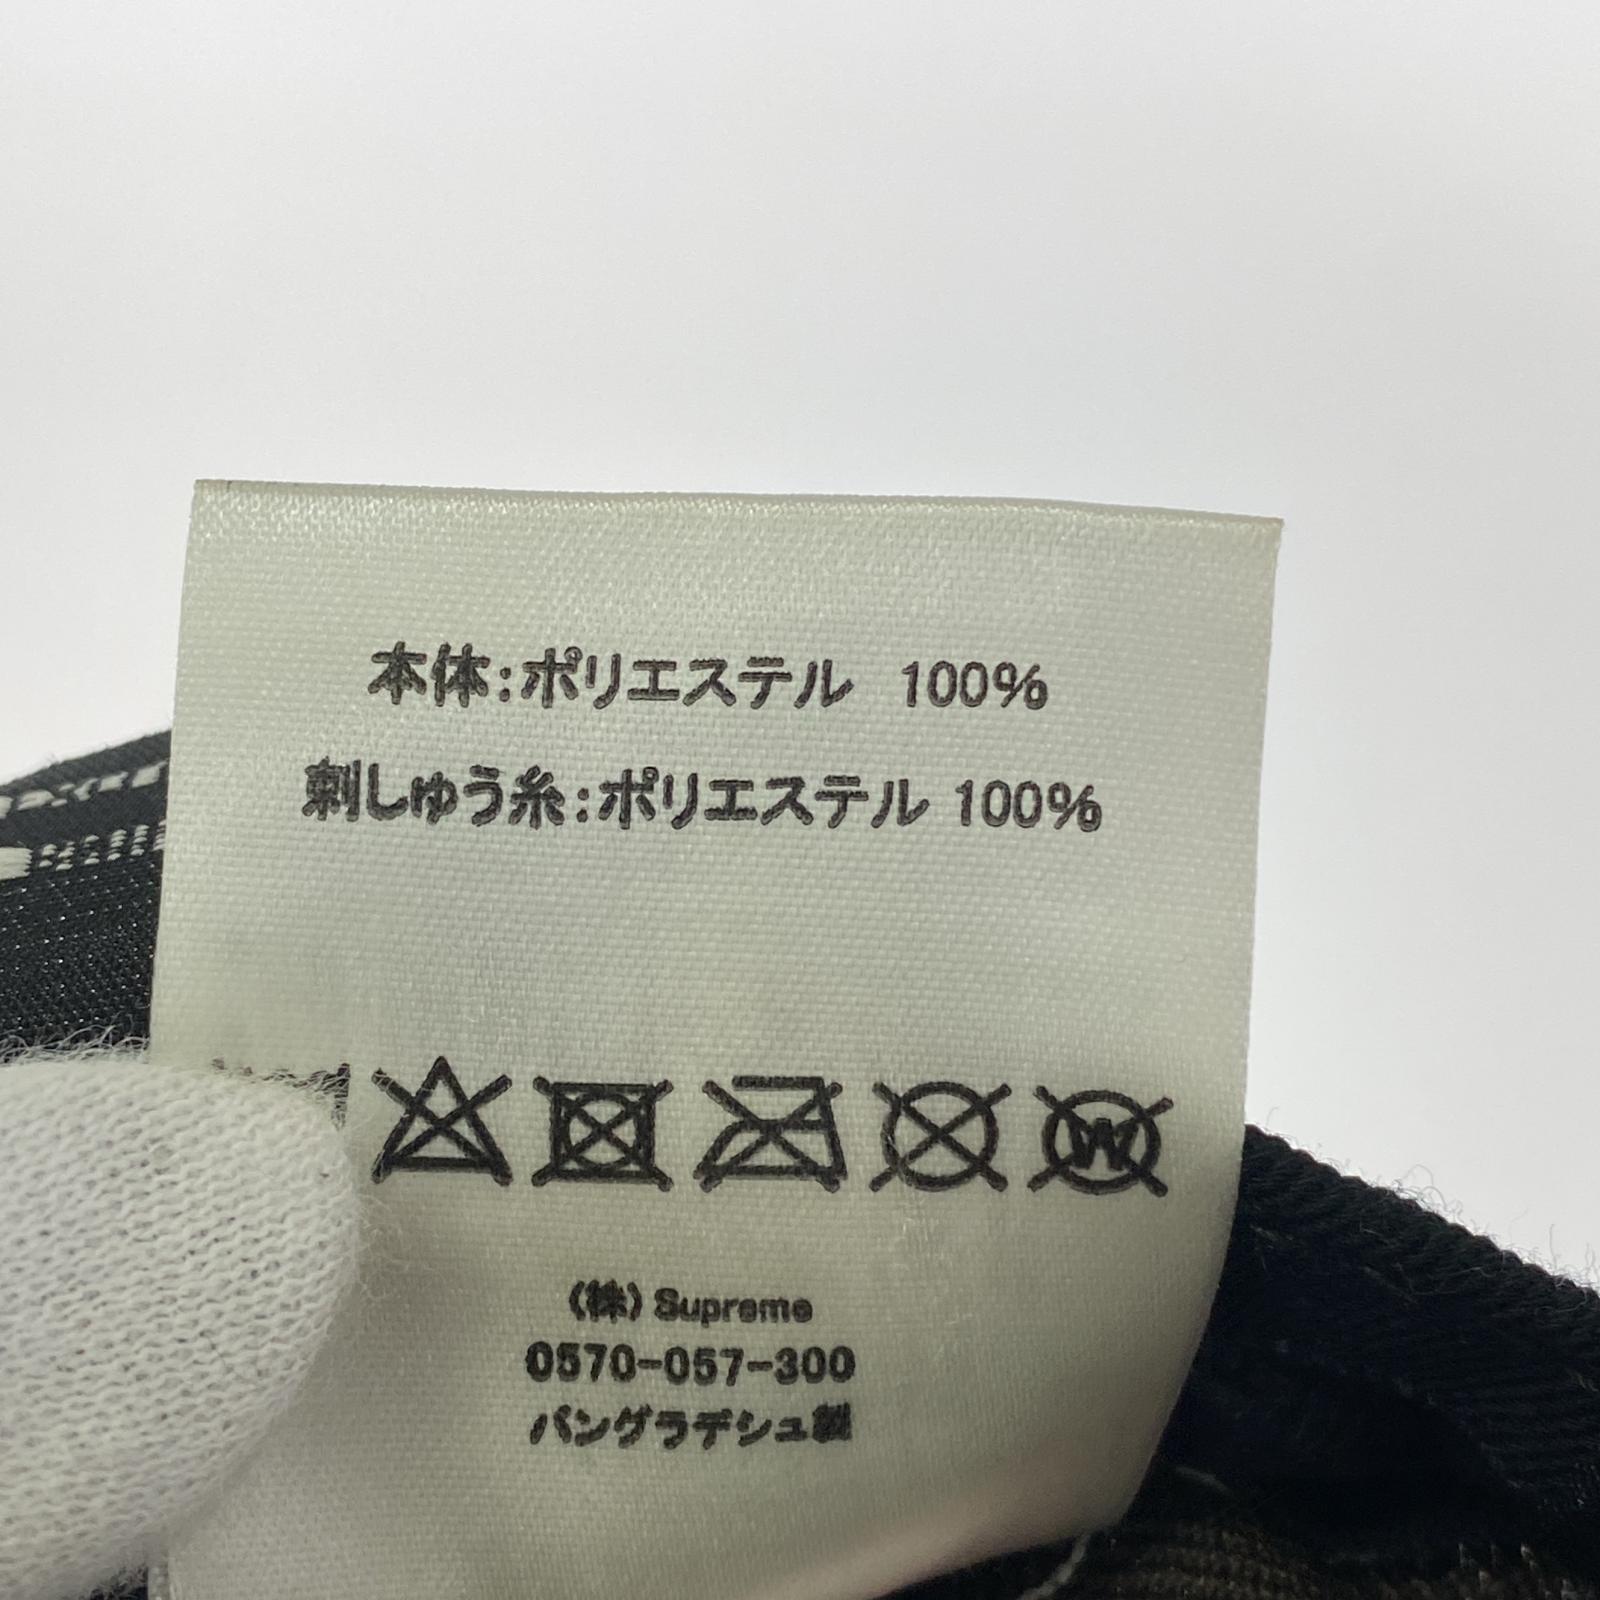 本体:ポリエステル 100%
刺しゅう糸:ポリエステル 100%
W
(株) Supreme
0570-057-300
バングラデシュ製